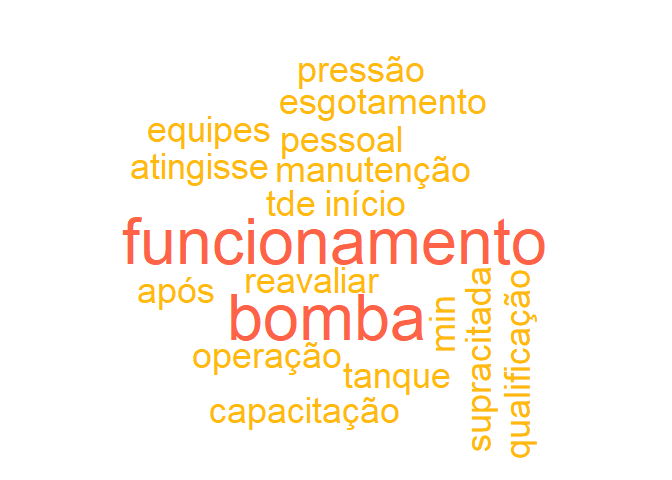 pressão
esgotamento
equipes pessoal
atingisse manutenção
tde início
funcionamento
após reavaliar
bomba
min
supracitada
qualificação
operação
tanque
capacitação